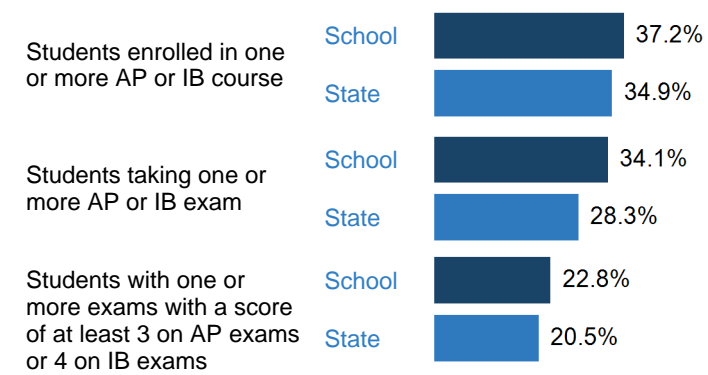 Students enrolled in one
or more AP or IB course
School
37.2%
State
34.9%
Students taking one or
more AP or IB exam
School
34.1%
State
28.3%
Students with one or
more exams with a score
of at least 3 on AP exams
or 4 on IB exams
School
22.8%
State
20.5%